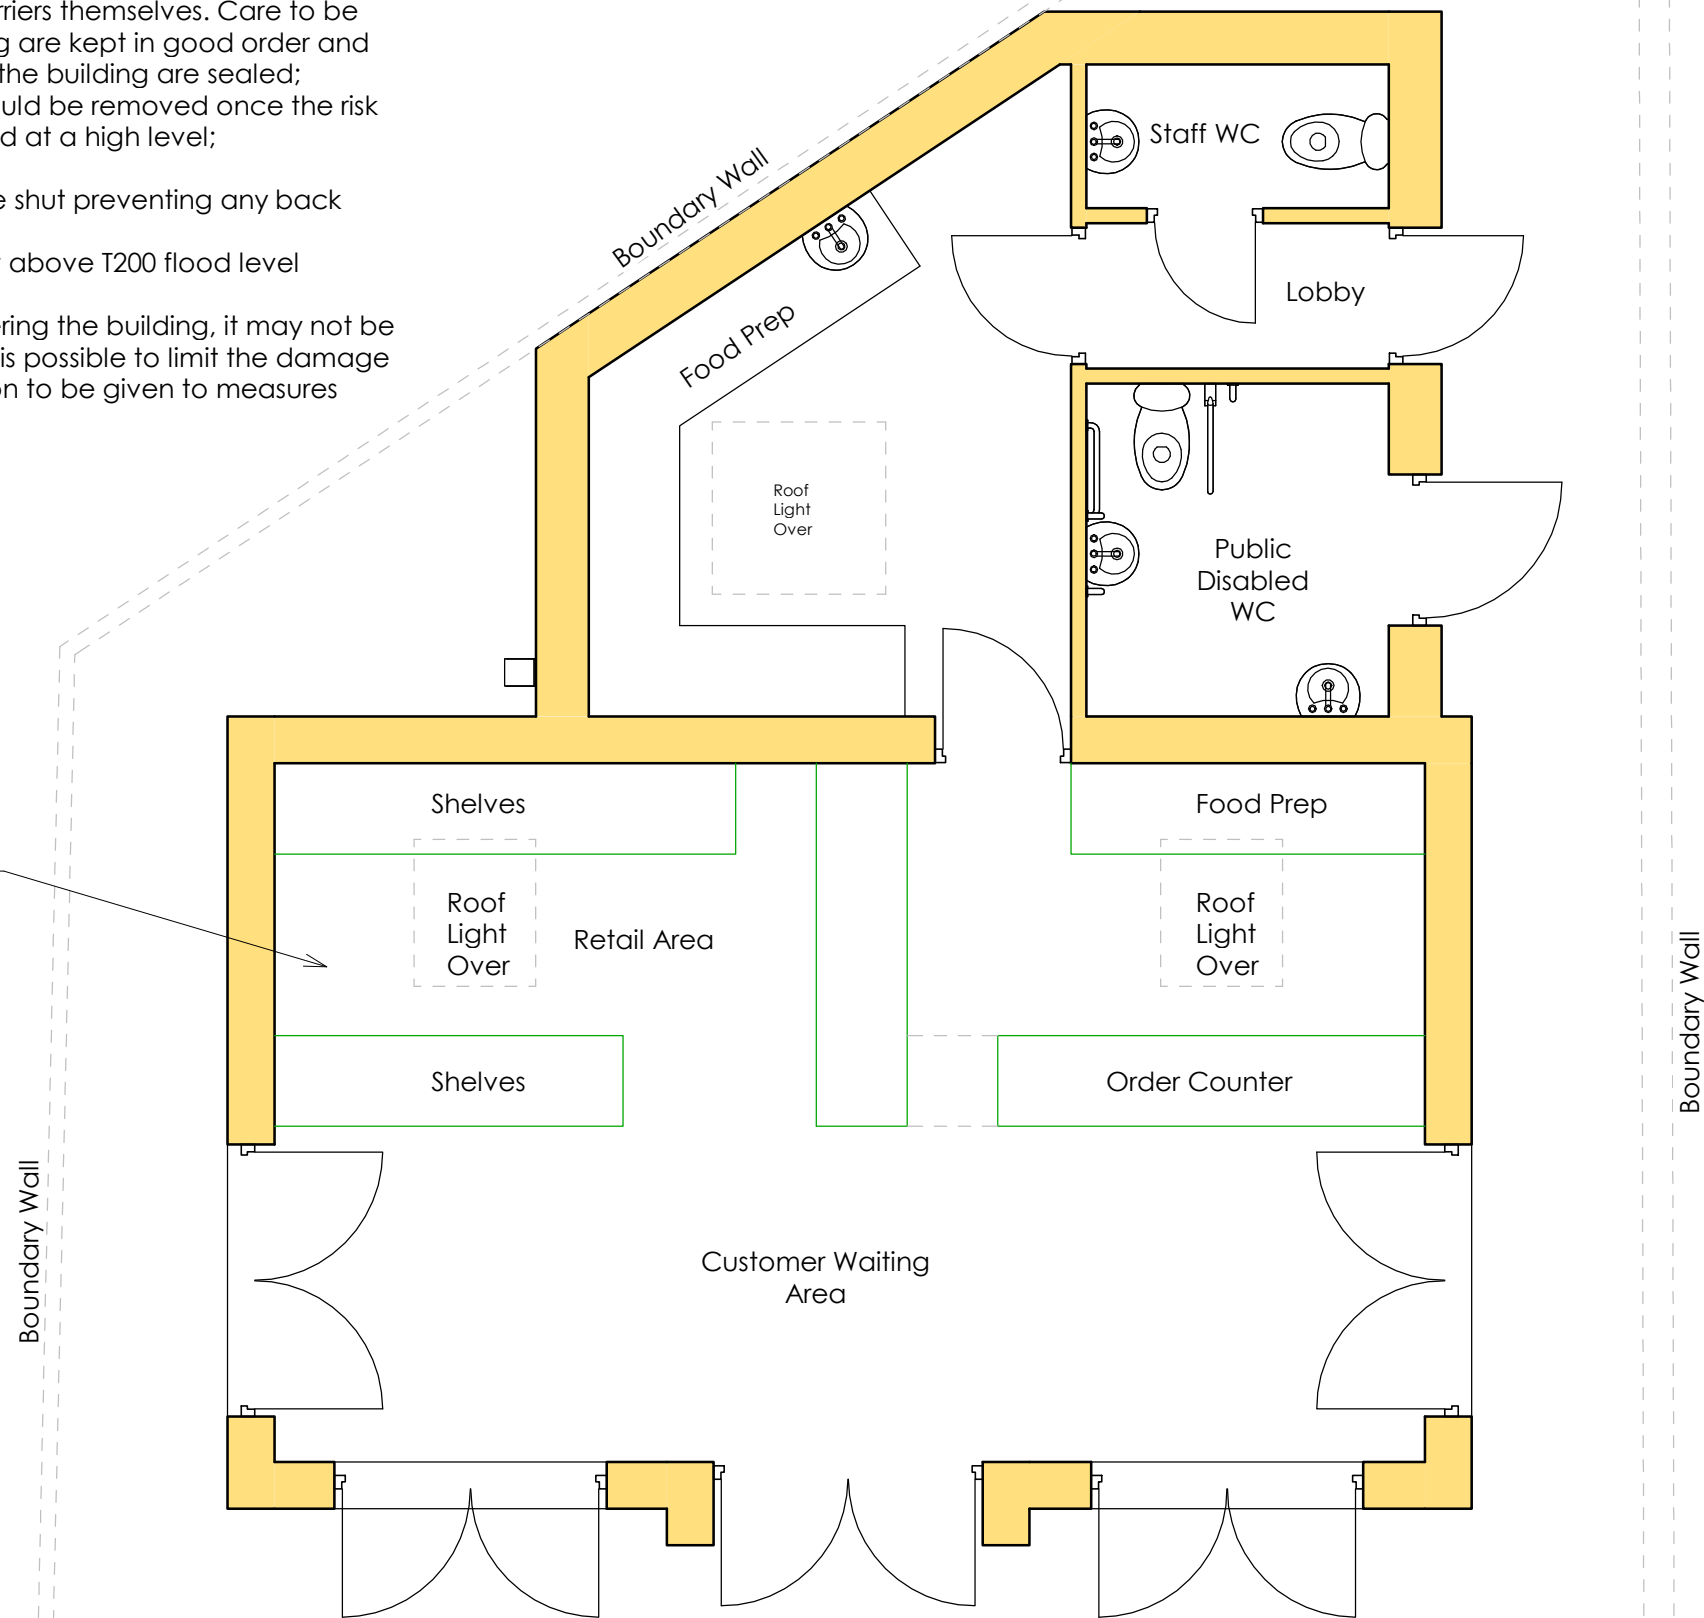 rriers themselves. Care to be
g are kept in good order and
the building are sealed;
ould be removed once the risk
d at a high level;
e shut preventing any back
above T200 flood level
ering the building, it may not be
is possible to limit the damage
on to be given to measures
Boundary Wall
Staff WC
Lobby
Food Prep
Roof
Light
Over
Public
Disabled
WC
Shelves
Food Prep
Roof
Light
Over
Retail Area
Roof
Light
Over
Shelves
Order Counter
Customer Waiting
Area
Boundary Wall
Boundary Wall